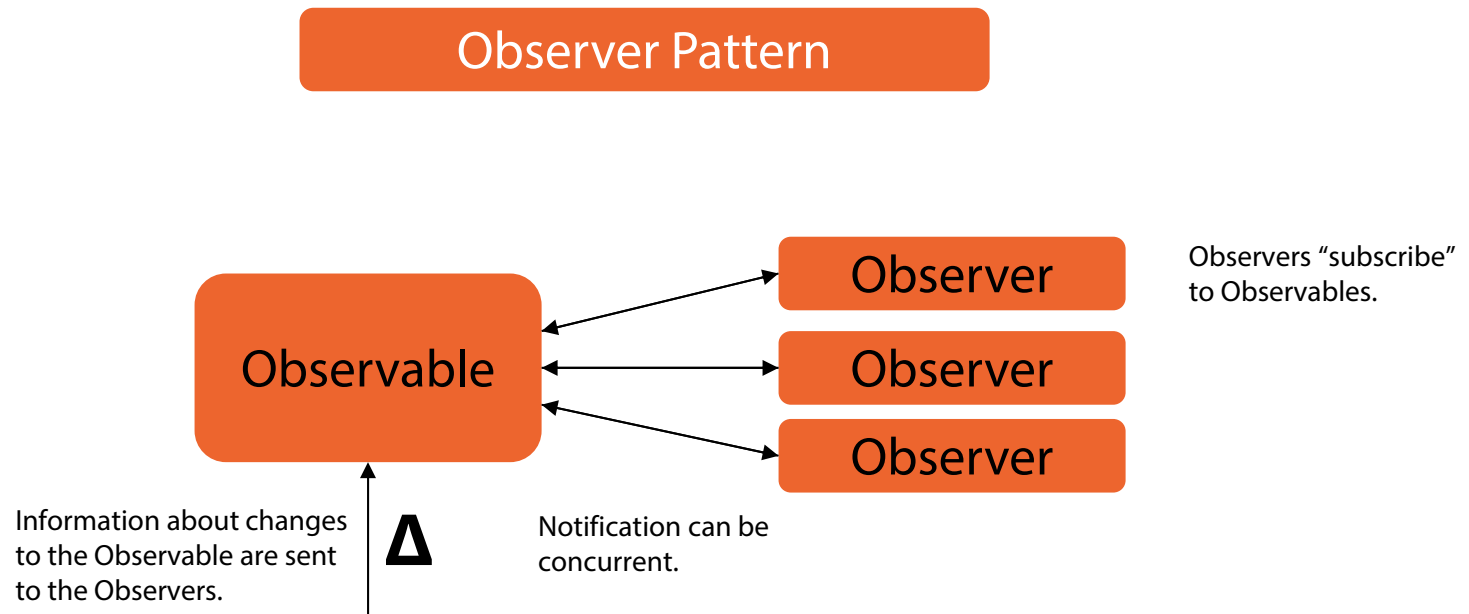 Observer Pattern
Observer
Observers “subscribe”
to Observables.
Observable
Observer
Observer
Information about changes
to the Observable are sent
to the Observers.
Δ
Notification can be
concurrent.